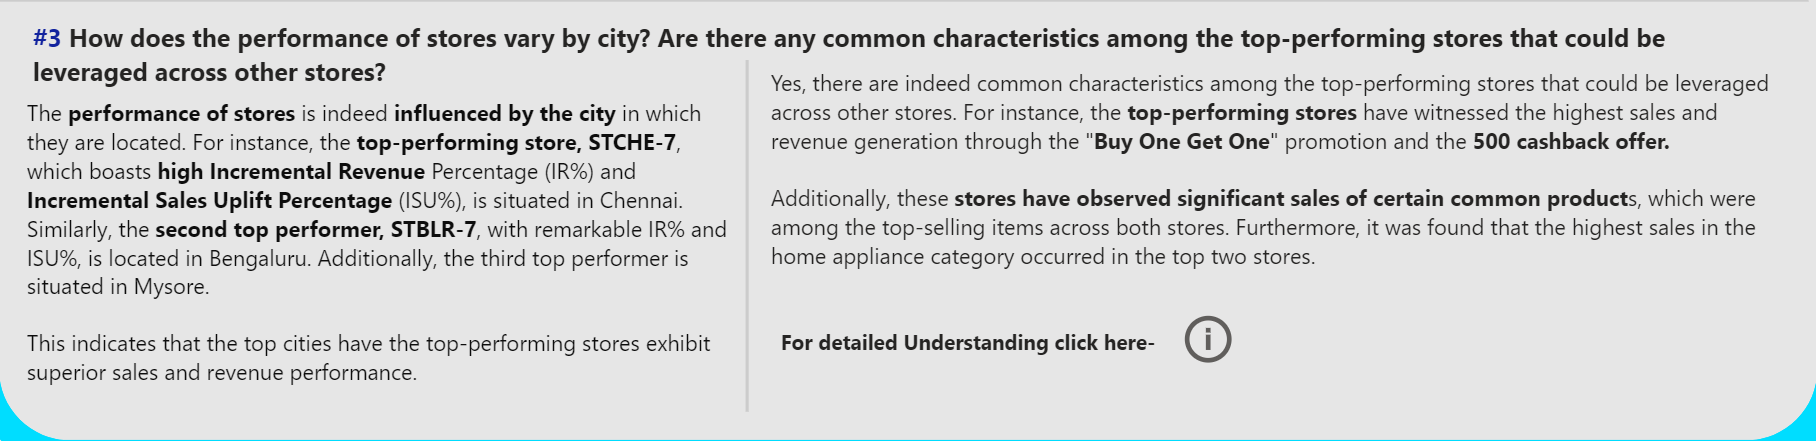 #3 How does the performance of stores vary by city? Are there any common characteristics among the top-performing stores that could be
leveraged across other stores?
The performance of stores is indeed influenced by the city in which
they are located. For instance, the top-performing store, STCHE-7,
which boasts high Incremental Revenue Percentage (IR%) and
Incremental Sales Uplift Percentage (ISU%), is situated in Chennai.
Similarly, the second top performer, STBLR-7, with remarkable IR% and
ISU%, is located in Bengaluru. Additionally, the third top performer is
situated in Mysore.
This indicates that the top cities have the top-performing stores exhibit
superior sales and revenue performance.
Yes, there are indeed common characteristics among the top-performing stores that could be leveraged
across other stores. For instance, the top-performing stores have witnessed the highest sales and
revenue generation through the "Buy One Get One" promotion and the 500 cashback offer.
Additionally, these stores have observed significant sales of certain common products, which were
among the top-selling items across both stores. Furthermore, it was found that the highest sales in the
home appliance category occurred in the top two stores.
For detailed Understanding click here-
i